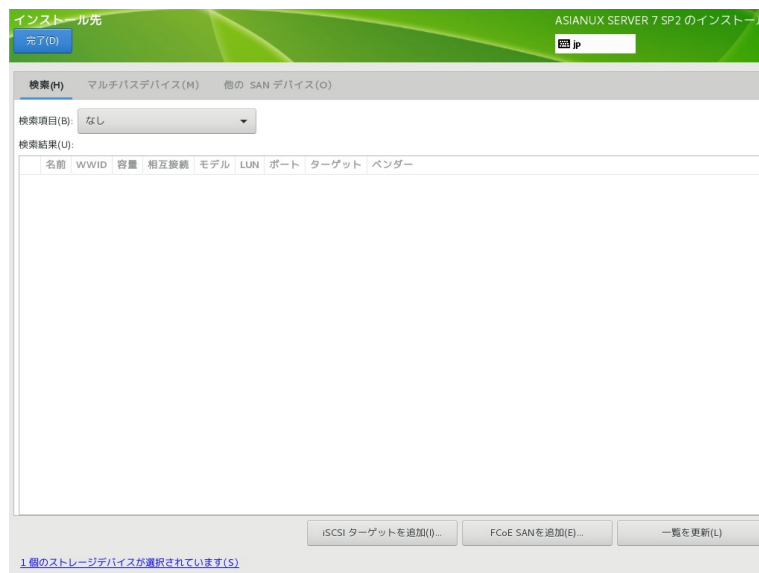 インストール先
ASIANUX SERVER 7 SP2 のインストー
完了(D)
jp
検索(H) マルチパスデバイス(M) 他の SAN デバイス(O)
検索項目(B): なし
検索結果(U):
名前 WWID 容量 相互接続 モデル LUN ポート ターゲット ベンダー
iSCSI ターゲットを追加(I)... FCoE SANを追加(E)... 一覧を更新(L)
1 個のストレージデバイスが選択されています(S)